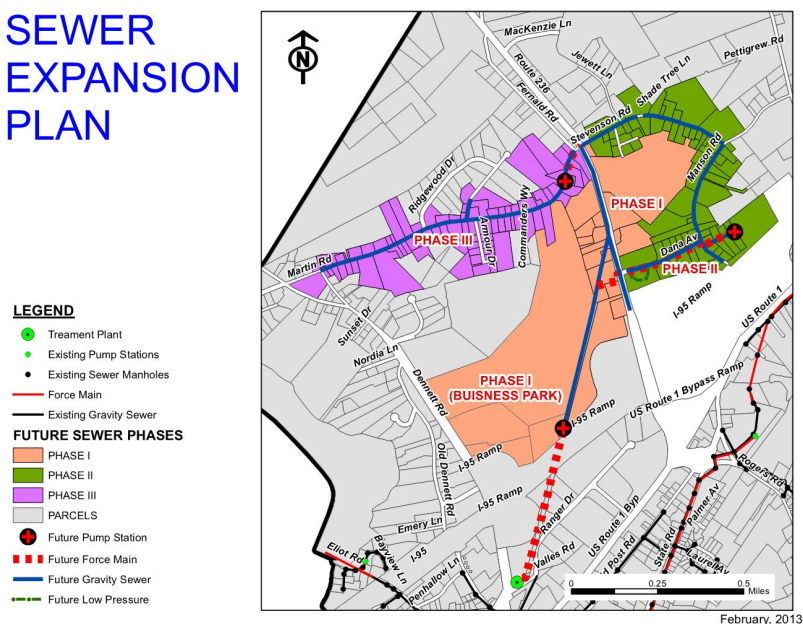 SEWER
EXPANSION
PLAN
N
MacKenzie Ln
Route 236
Fernald Rd
Jewett Ln
Shade Tree Ln
Pettigrew Rd
Stevenson Rd
Manson Rd
Ridgewood Dr
PHASE I
Commanders Wy
Armour Dr
PHASE III
Dana Av
PHASE II
Martin Rd
I-95 Ramp
US Route 1
Sunset Dr
Nordia Ln
Dennett Rd
PHASE I
(BUISNESS PARK)
US Route 1 Bypass Ramp
I-95 Ramp
Old Dennett Rd
I-95 Ramp
Rogers Rd
I-95 Ramp
Ranger Dr
US Route 1 Byp
Palmer Av
Emery Ln
I-95
Bayview Ln
Eliot Rd
Valles Rd
d Post Rd
State Rd
Laurel Av
Penhallow Ln
LEGEND
Treament Plant
Existing Pump Stations
Existing Sewer Manholes
Force Main
Existing Gravity Sewer
FUTURE SEWER PHASES
PHASE I
PHASE II
PHASE III
PARCELS
Future Pump Station
Future Force Main
Future Gravity Sewer
Future Low Pressure
0 0.25 0.5
Miles
February, 2013